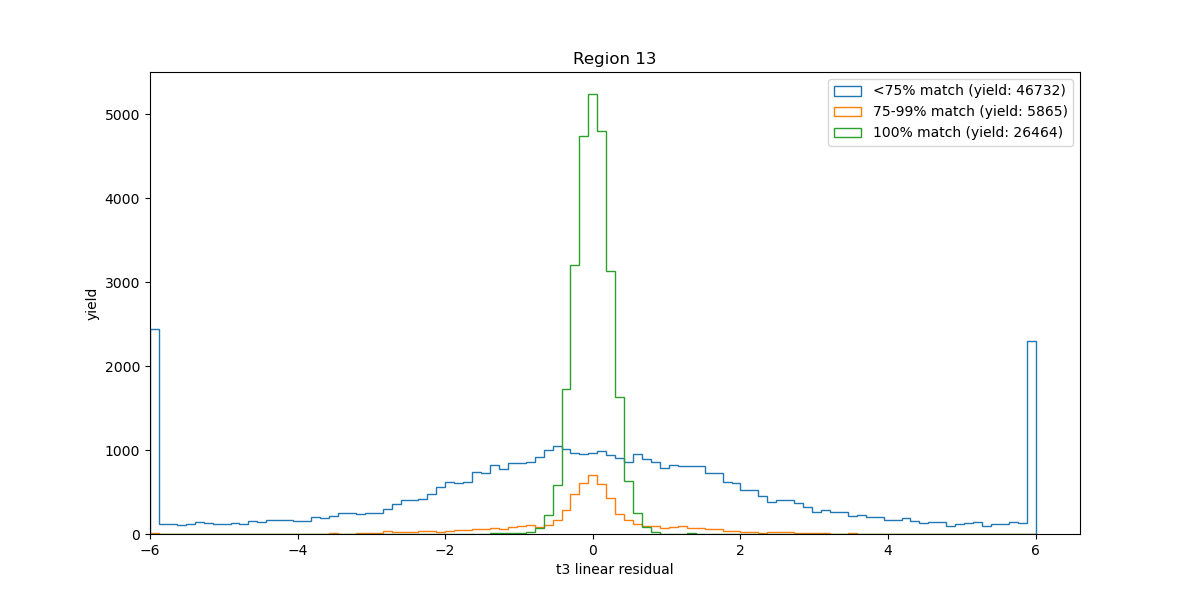 Region 13
<75% match (yield: 46732)
75-99% match (yield: 5865)
100% match (yield: 26464)
yield
5000
4000
3000
2000
1000
0
−6
−4
−2
0
2
4
6
t3 linear residual